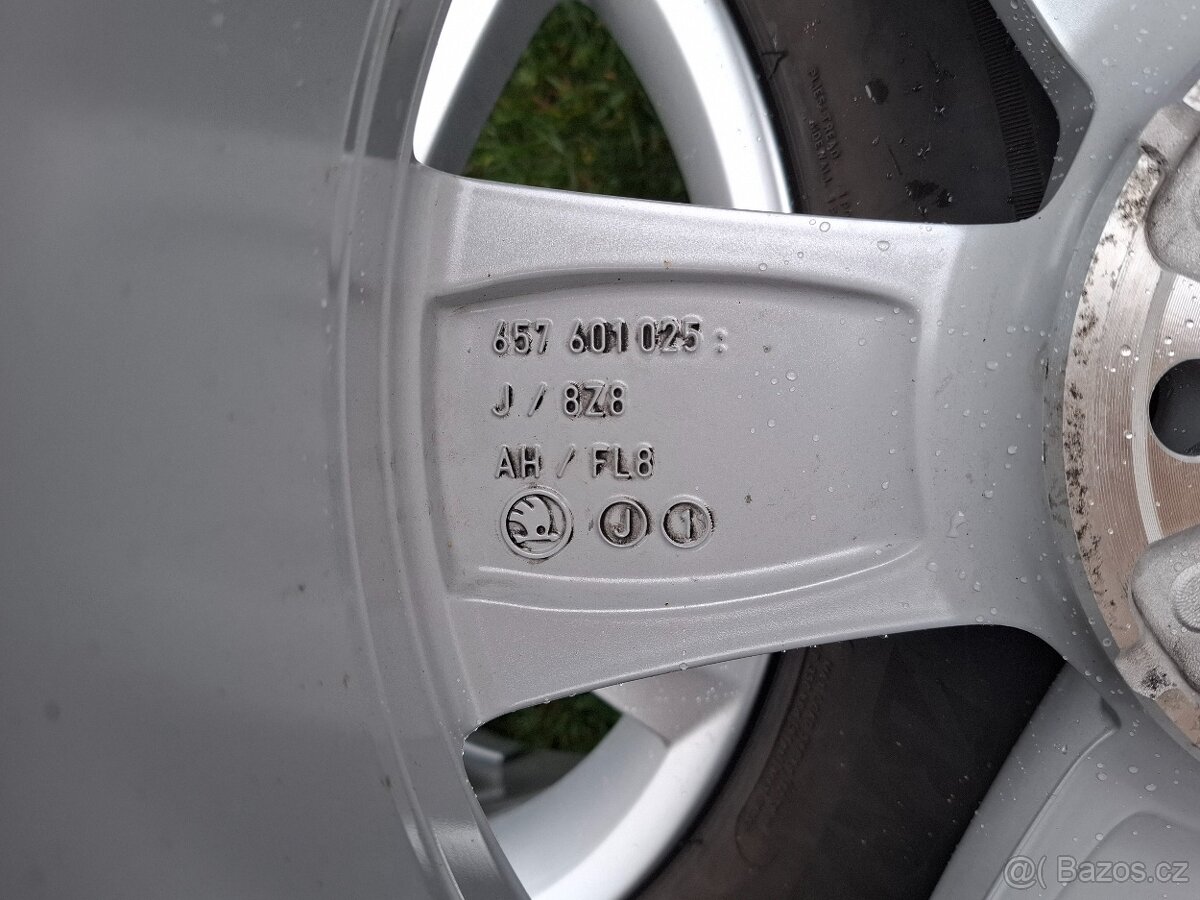 657 601 025 :
J / 8Z8
AH / FL8
J 1
@( Bazos.cz